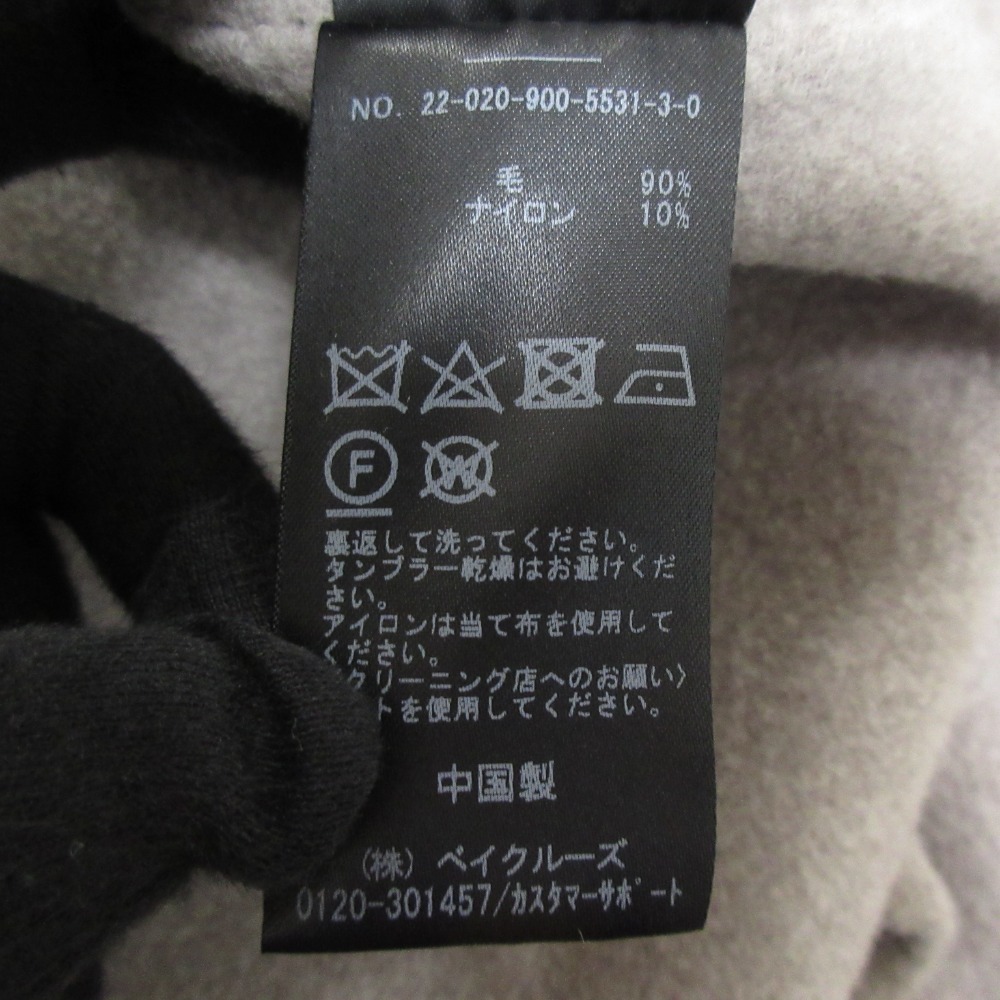 NO. 22-020-900-5531-3-0
毛 90%
ナイロン 10%
F
W
裏返して洗ってください。
タンブラー乾燥はお避けくだ
さい。
アイロンは当て布を使用して
ください。
クリーニング店へのお願い〉
トを使用してください。
中国製
(株) ベイクルーズ
0120-301457/カスタマーサポート